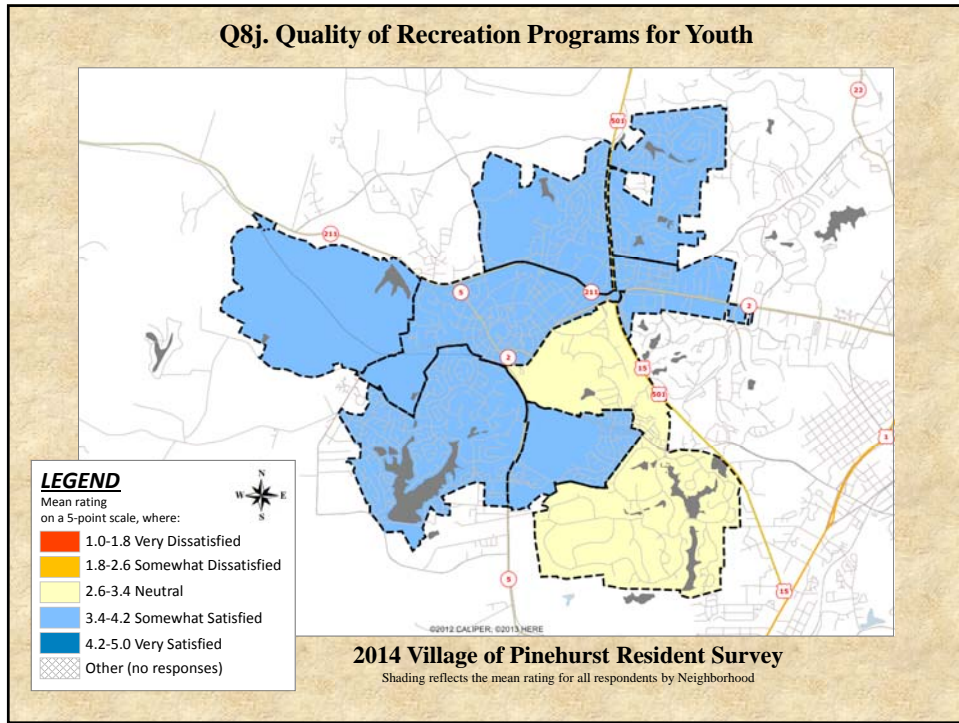 Q8j. Quality of Recreation Programs for Youth
22
501
211
5
211
2
2
15
501
1
5
15
©2012 CALIPER, ©2013 HERE
LEGEND
Mean rating
on a 5-point scale, where:
N
W E
S
1.0-1.8 Very Dissatisfied
1.8-2.6 Somewhat Dissatisfied
2.6-3.4 Neutral
3.4-4.2 Somewhat Satisfied
4.2-5.0 Very Satisfied
Other (no responses)
2014 Village of Pinehurst Resident Survey
Shading reflects the mean rating for all respondents by Neighborhood